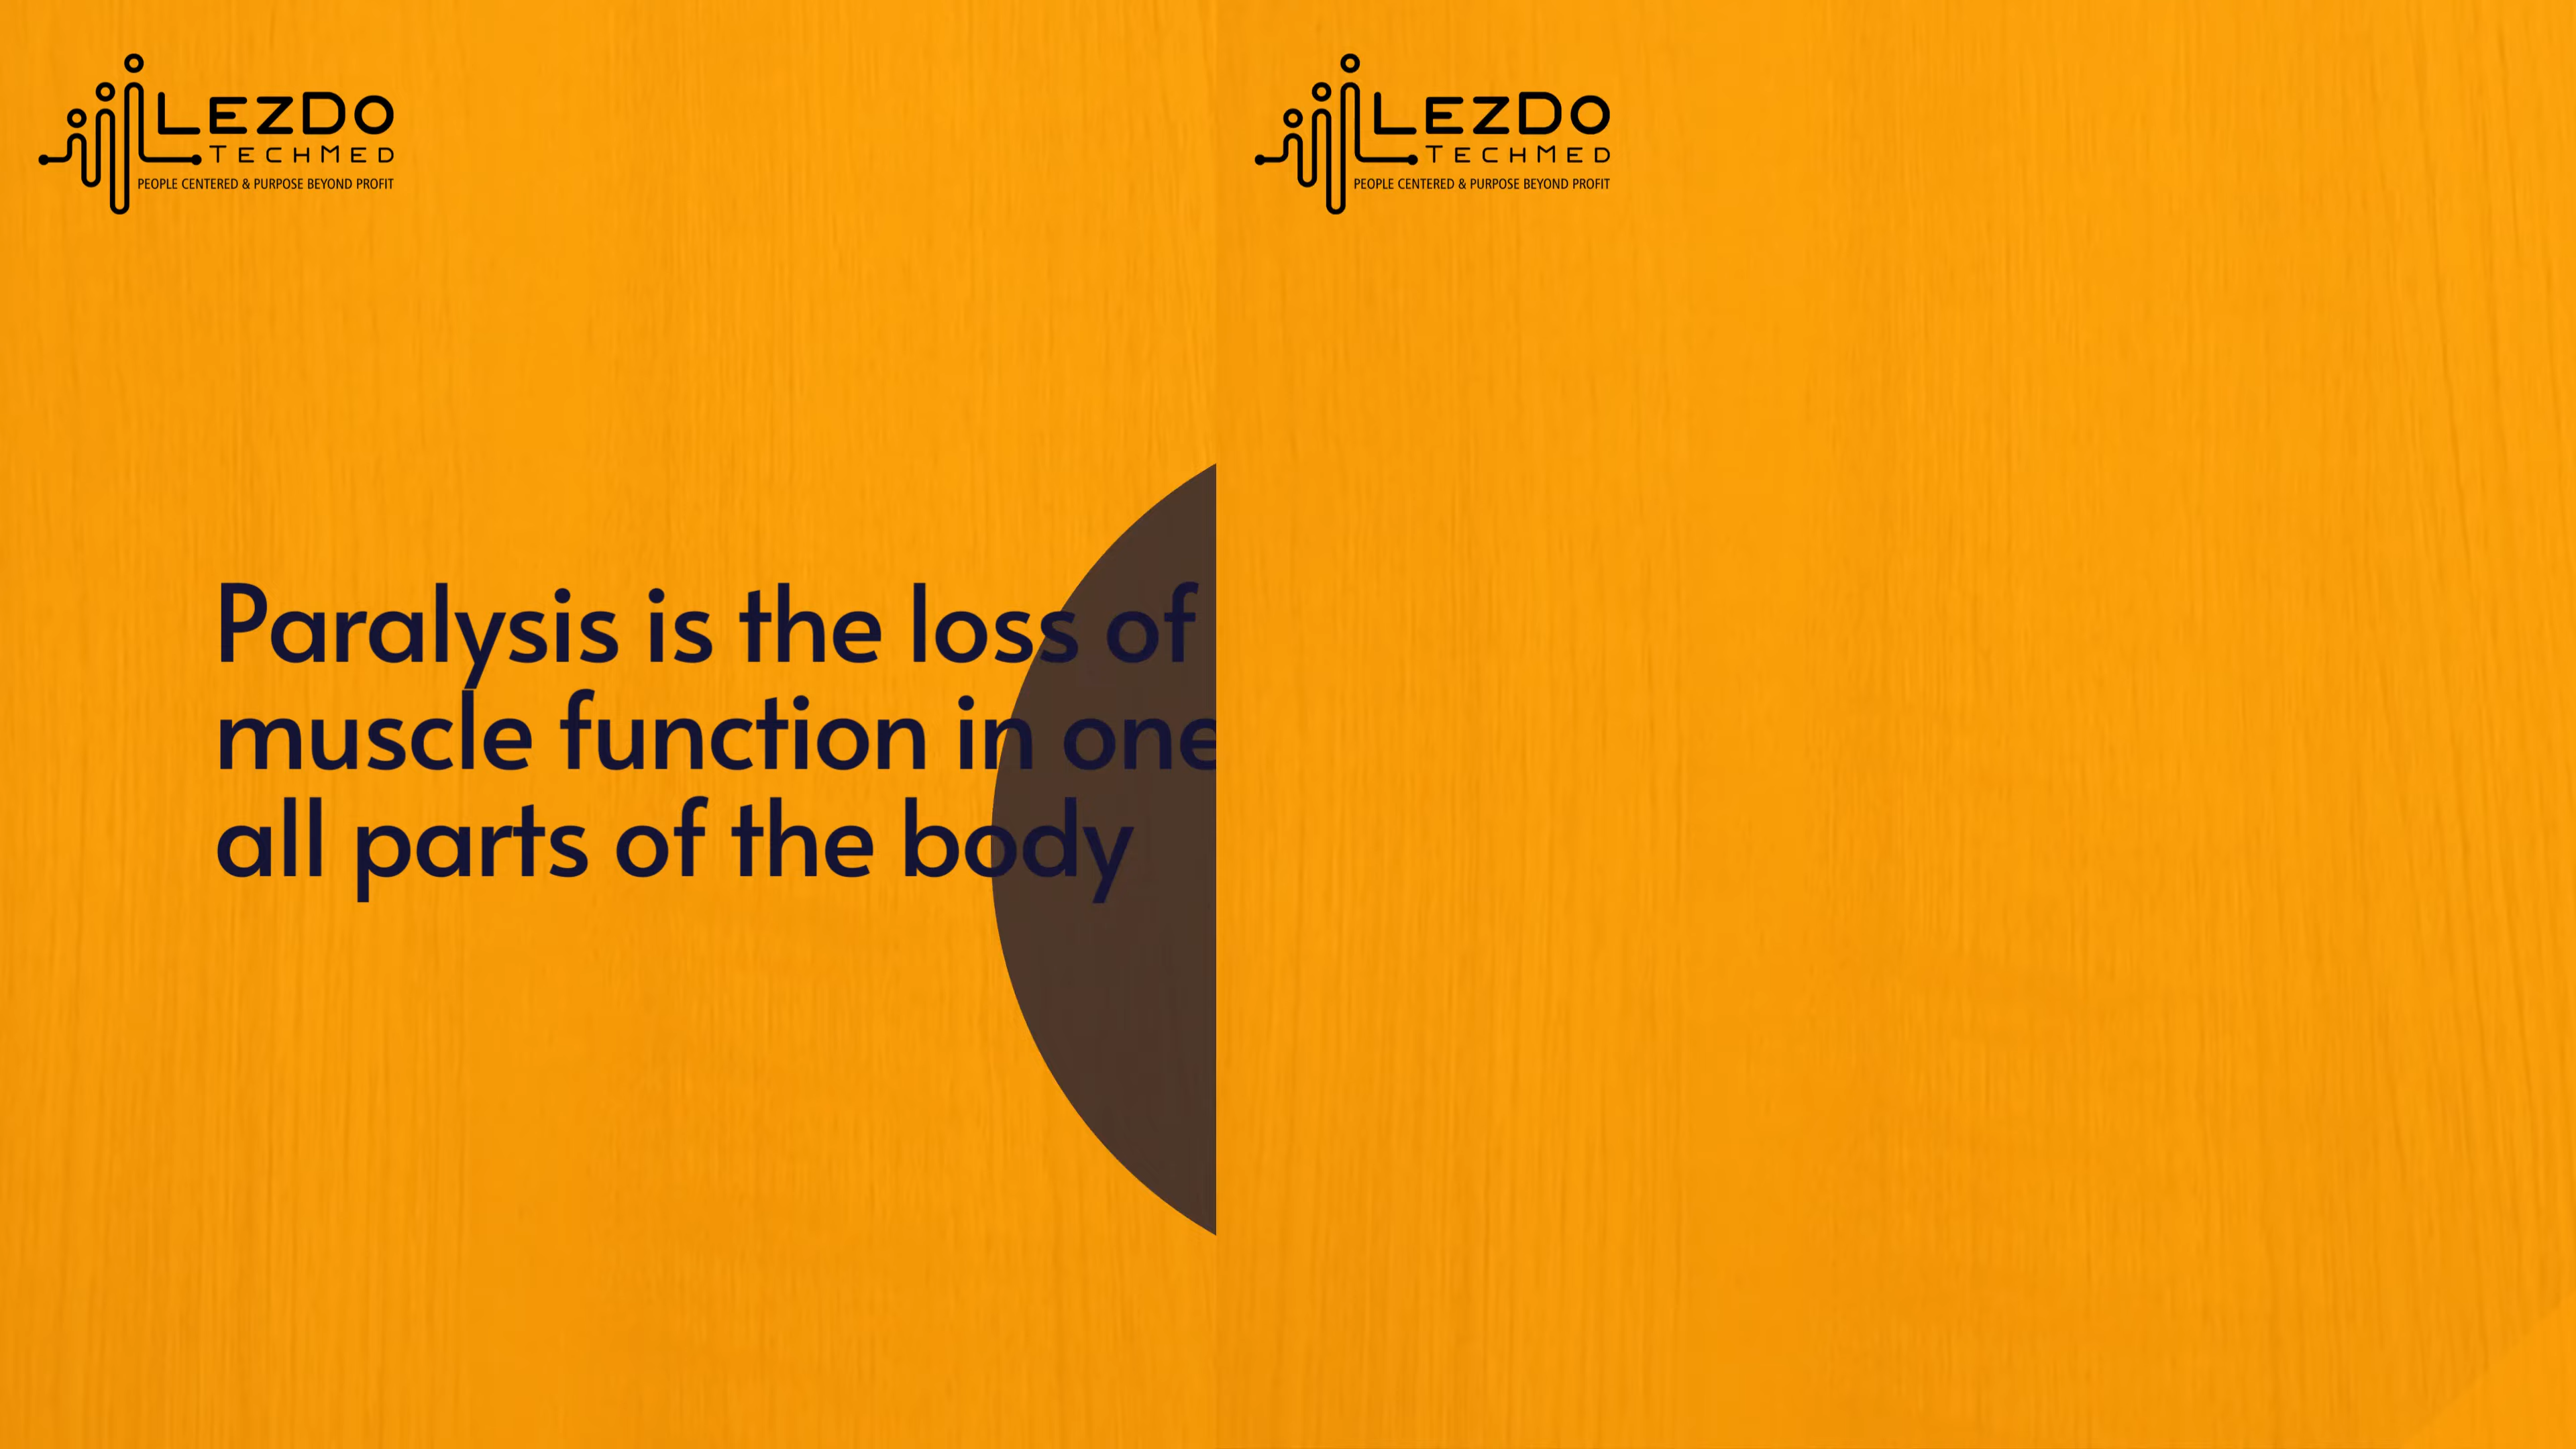 LEZDO
TECHMED
PEOPLE CENTERED & PURPOSE BEYOND PROFIT
Paralysis is the loss of
muscle function in one
all parts of the body
LEZDO
TECHMED
PEOPLE CENTERED & PURPOSE BEYOND PROFIT